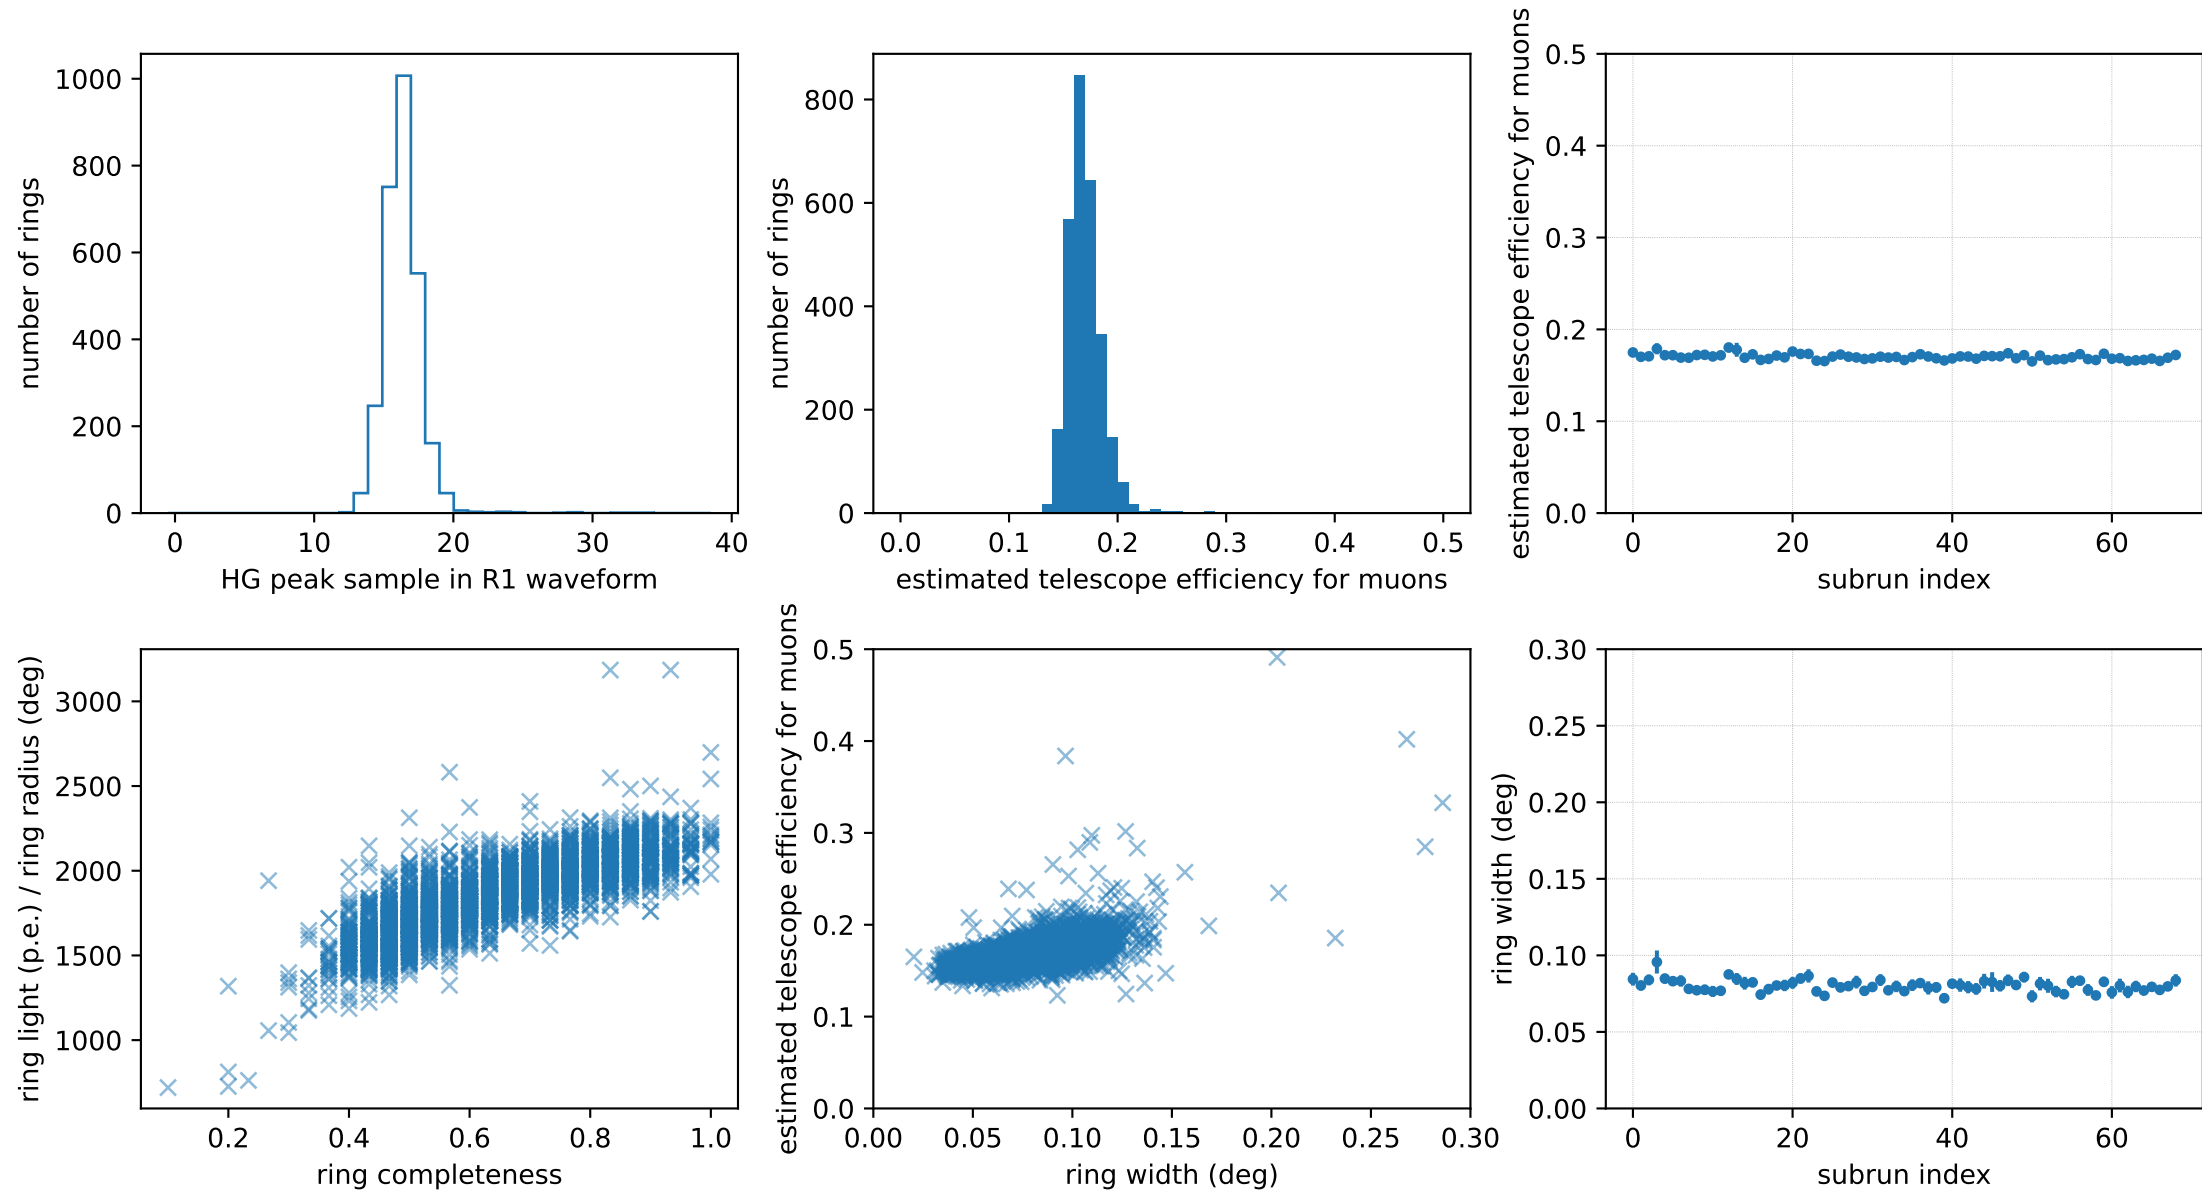 number of rings
1000
800
600
400
200
0
0 10 20 30 40
HG peak sample in R1 waveform
number of rings
800
600
400
200
0
0.0 0.1 0.2 0.3 0.4 0.5
estimated telescope efficiency for muons
estimated telescope efficiency for muons
0.5
0.4
0.3
0.2
0.1
0.0
0 20 40 60
subrun index
ring light (p.e.) / ring radius (deg)
3000
2500
2000
1500
1000
0.2 0.4 0.6 0.8 1.0
ring completeness
estimated telescope efficiency for muons
0.5
0.4
0.3
0.2
0.1
0.0
0.00 0.05 0.10 0.15 0.20 0.25 0.30
ring width (deg)
ring width (deg)
0.30
0.25
0.20
0.15
0.10
0.05
0.00
0 20 40 60
subrun index